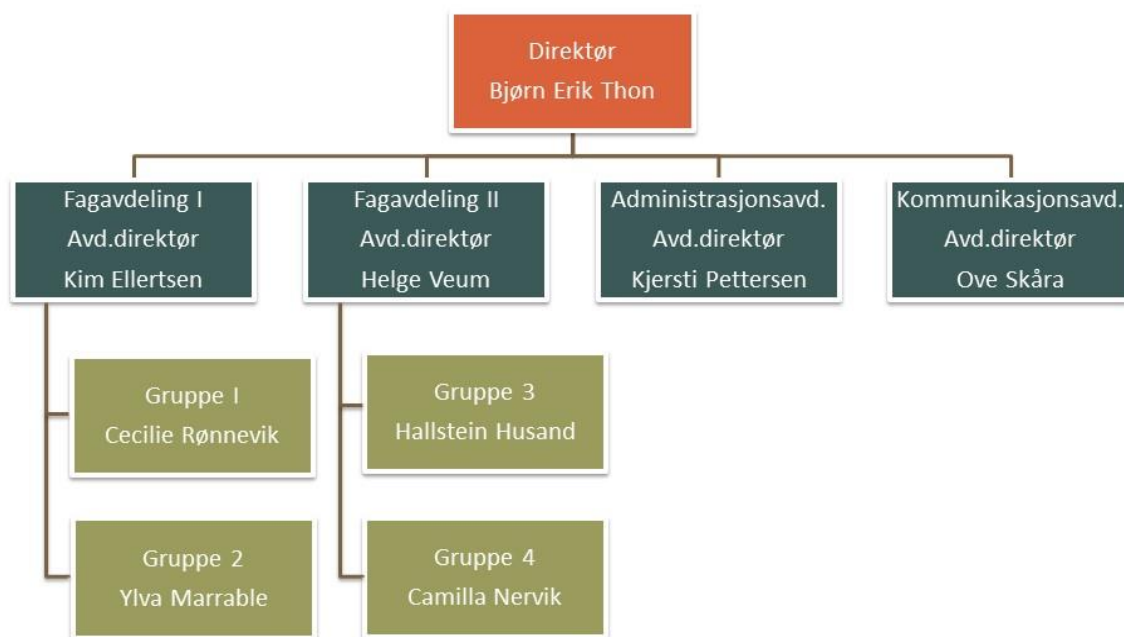 Direktør
Bjørn Erik Thon
Fagavdeling I
Avd.direktør
Kim Ellertsen
Fagavdeling II
Avd.direktør
Helge Veum
Administrasjonsavd.
Avd.direktør
Kjersti Pettersen
Kommunikasjonsavd.
Avd.direktør
Ove Skåra
Gruppe I
Cecilie Rønnevik
Gruppe 3
Hallstein Husand
Gruppe 2
Ylva Marrable
Gruppe 4
Camilla Nervik